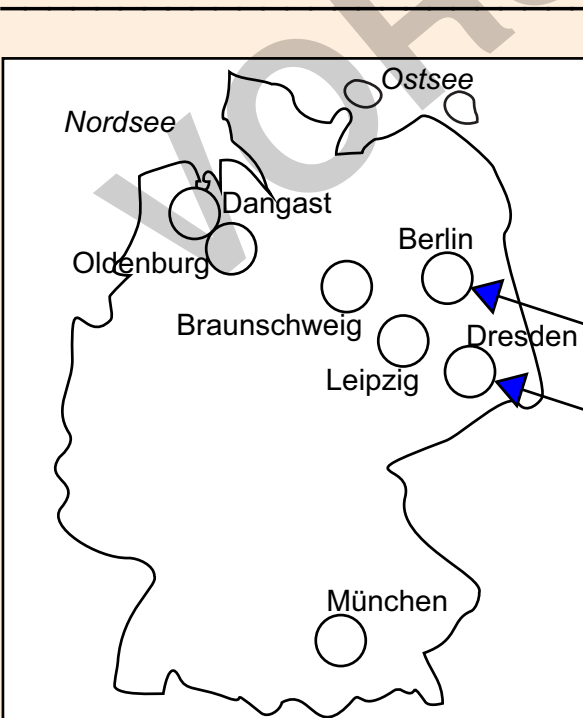 Ostsee
Nordsee
Dangast
Berlin
Oldenburg
Braunschweig
Dresden
Leipzig
München